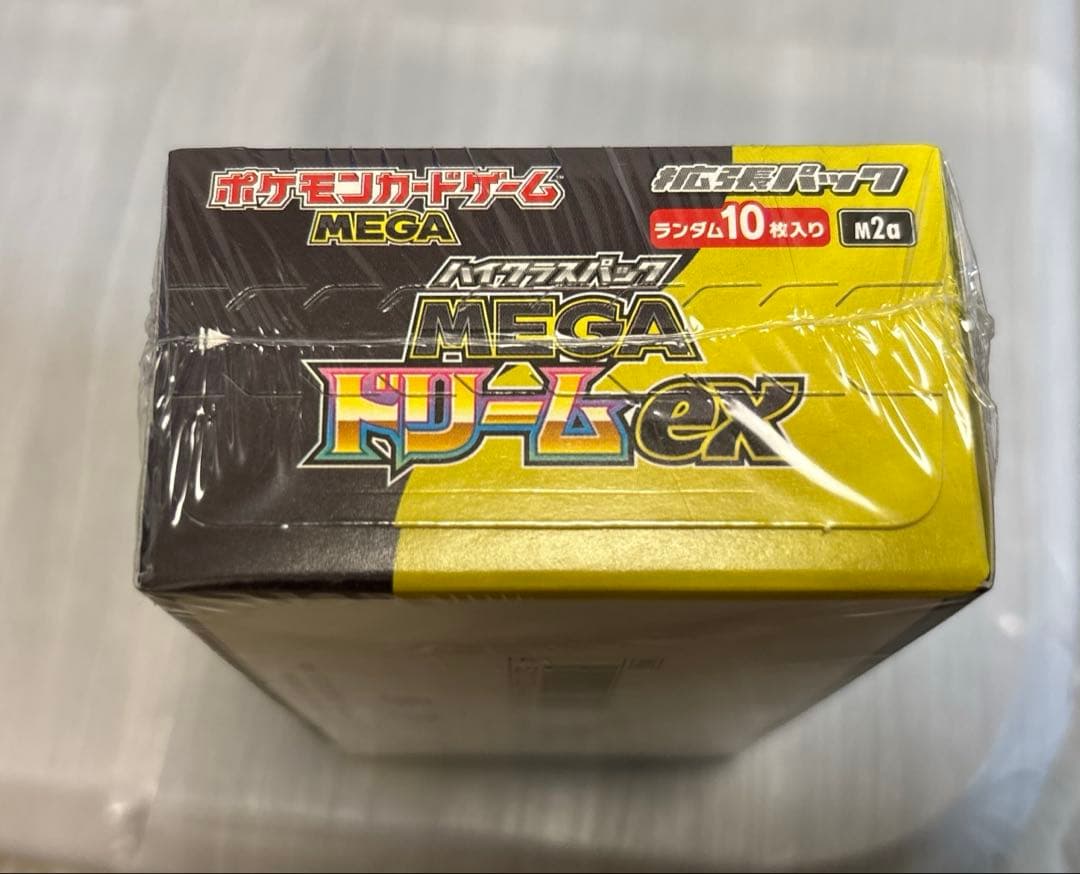 ポケモンカードゲーム
MEGA
拡張パック
ランダム10枚入り M2a
ハイクラスパック
MEGA
ドリームex